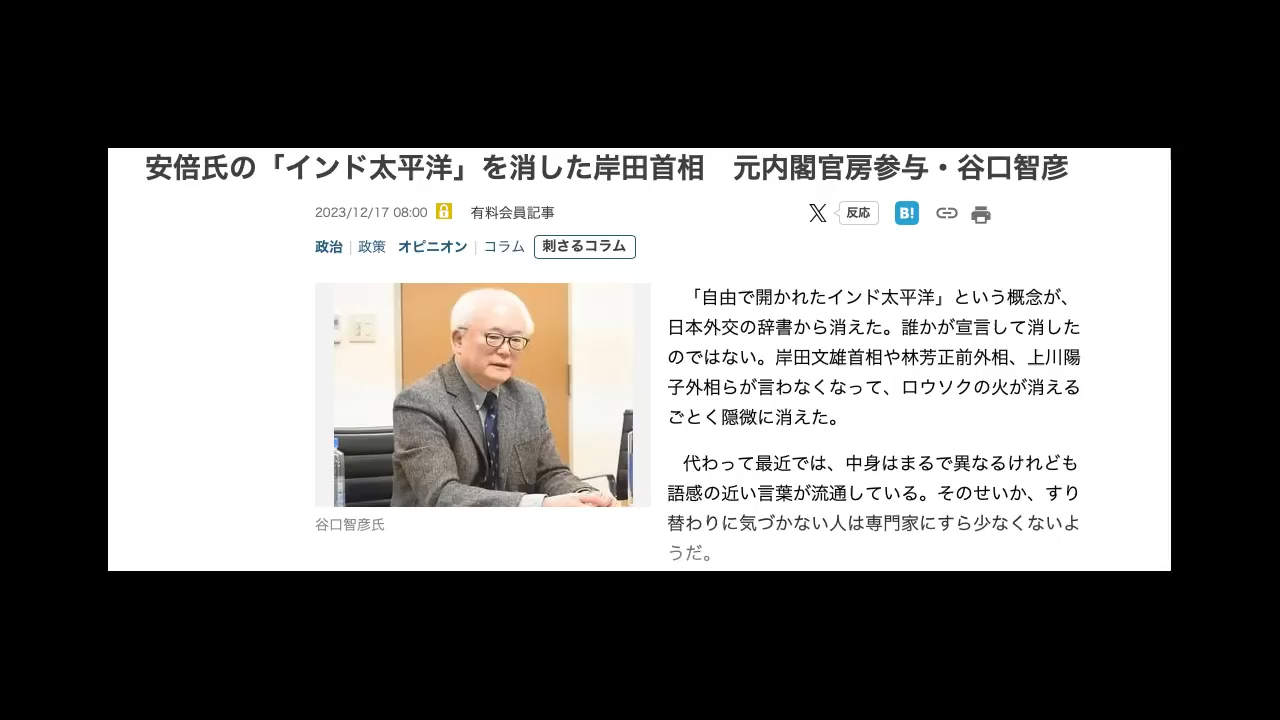 安倍氏の「インド太平洋」を消した岸田首相　元内閣官房参与・谷口智彦
2023/12/17 08:00 有料会員記事
反応 B!
政治 | 政策 オピニオン | コラム 刺さるコラム
「自由で開かれたインド太平洋」という概念が、
日本外交の辞書から消えた。誰かが宣言して消した
のではない。岸田文雄首相や林芳正前外相、上川陽
子外相らが言わなくなって、ロウソクの火が消える
ごとく隠微に消えた。
代わって最近では、中身はまるで異なるけれども
語感の近い言葉が流通している。そのせいか、すり
替わりに気づかない人は専門家にすら少なくないよ
うだ。
谷口智彦氏